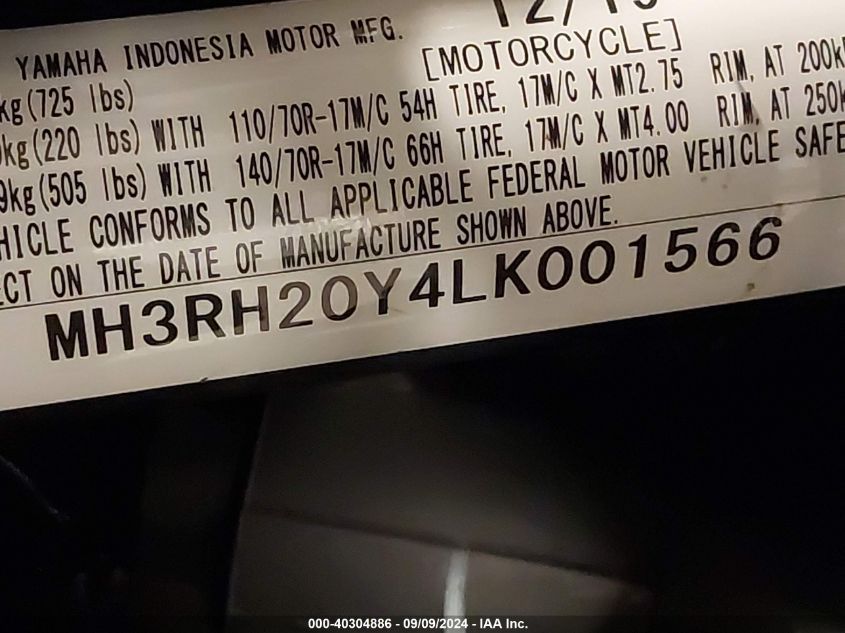 12/19
YAMAHA INDONESIA MOTOR MFG.
[MOTORCYCLE]
kg(725 lbs)
kg(220 lbs) WITH 110/70R-17M/C 54H TIRE, 17M/C X MT2.75 RIM, AT 200k
9kg(505 lbs) WITH 140/70R-17M/C 66H TIRE, 17M/C X MT4.00 RIM, AT 250k
HICLE CONFORMS TO ALL APPLICABLE FEDERAL MOTOR VEHICLE SAFE
ECT ON THE DATE OF MANUFACTURE SHOWN ABOVE.
MH3RH20Y4LK001566
000-40304886 - 09/09/2024 - IAA Inc.